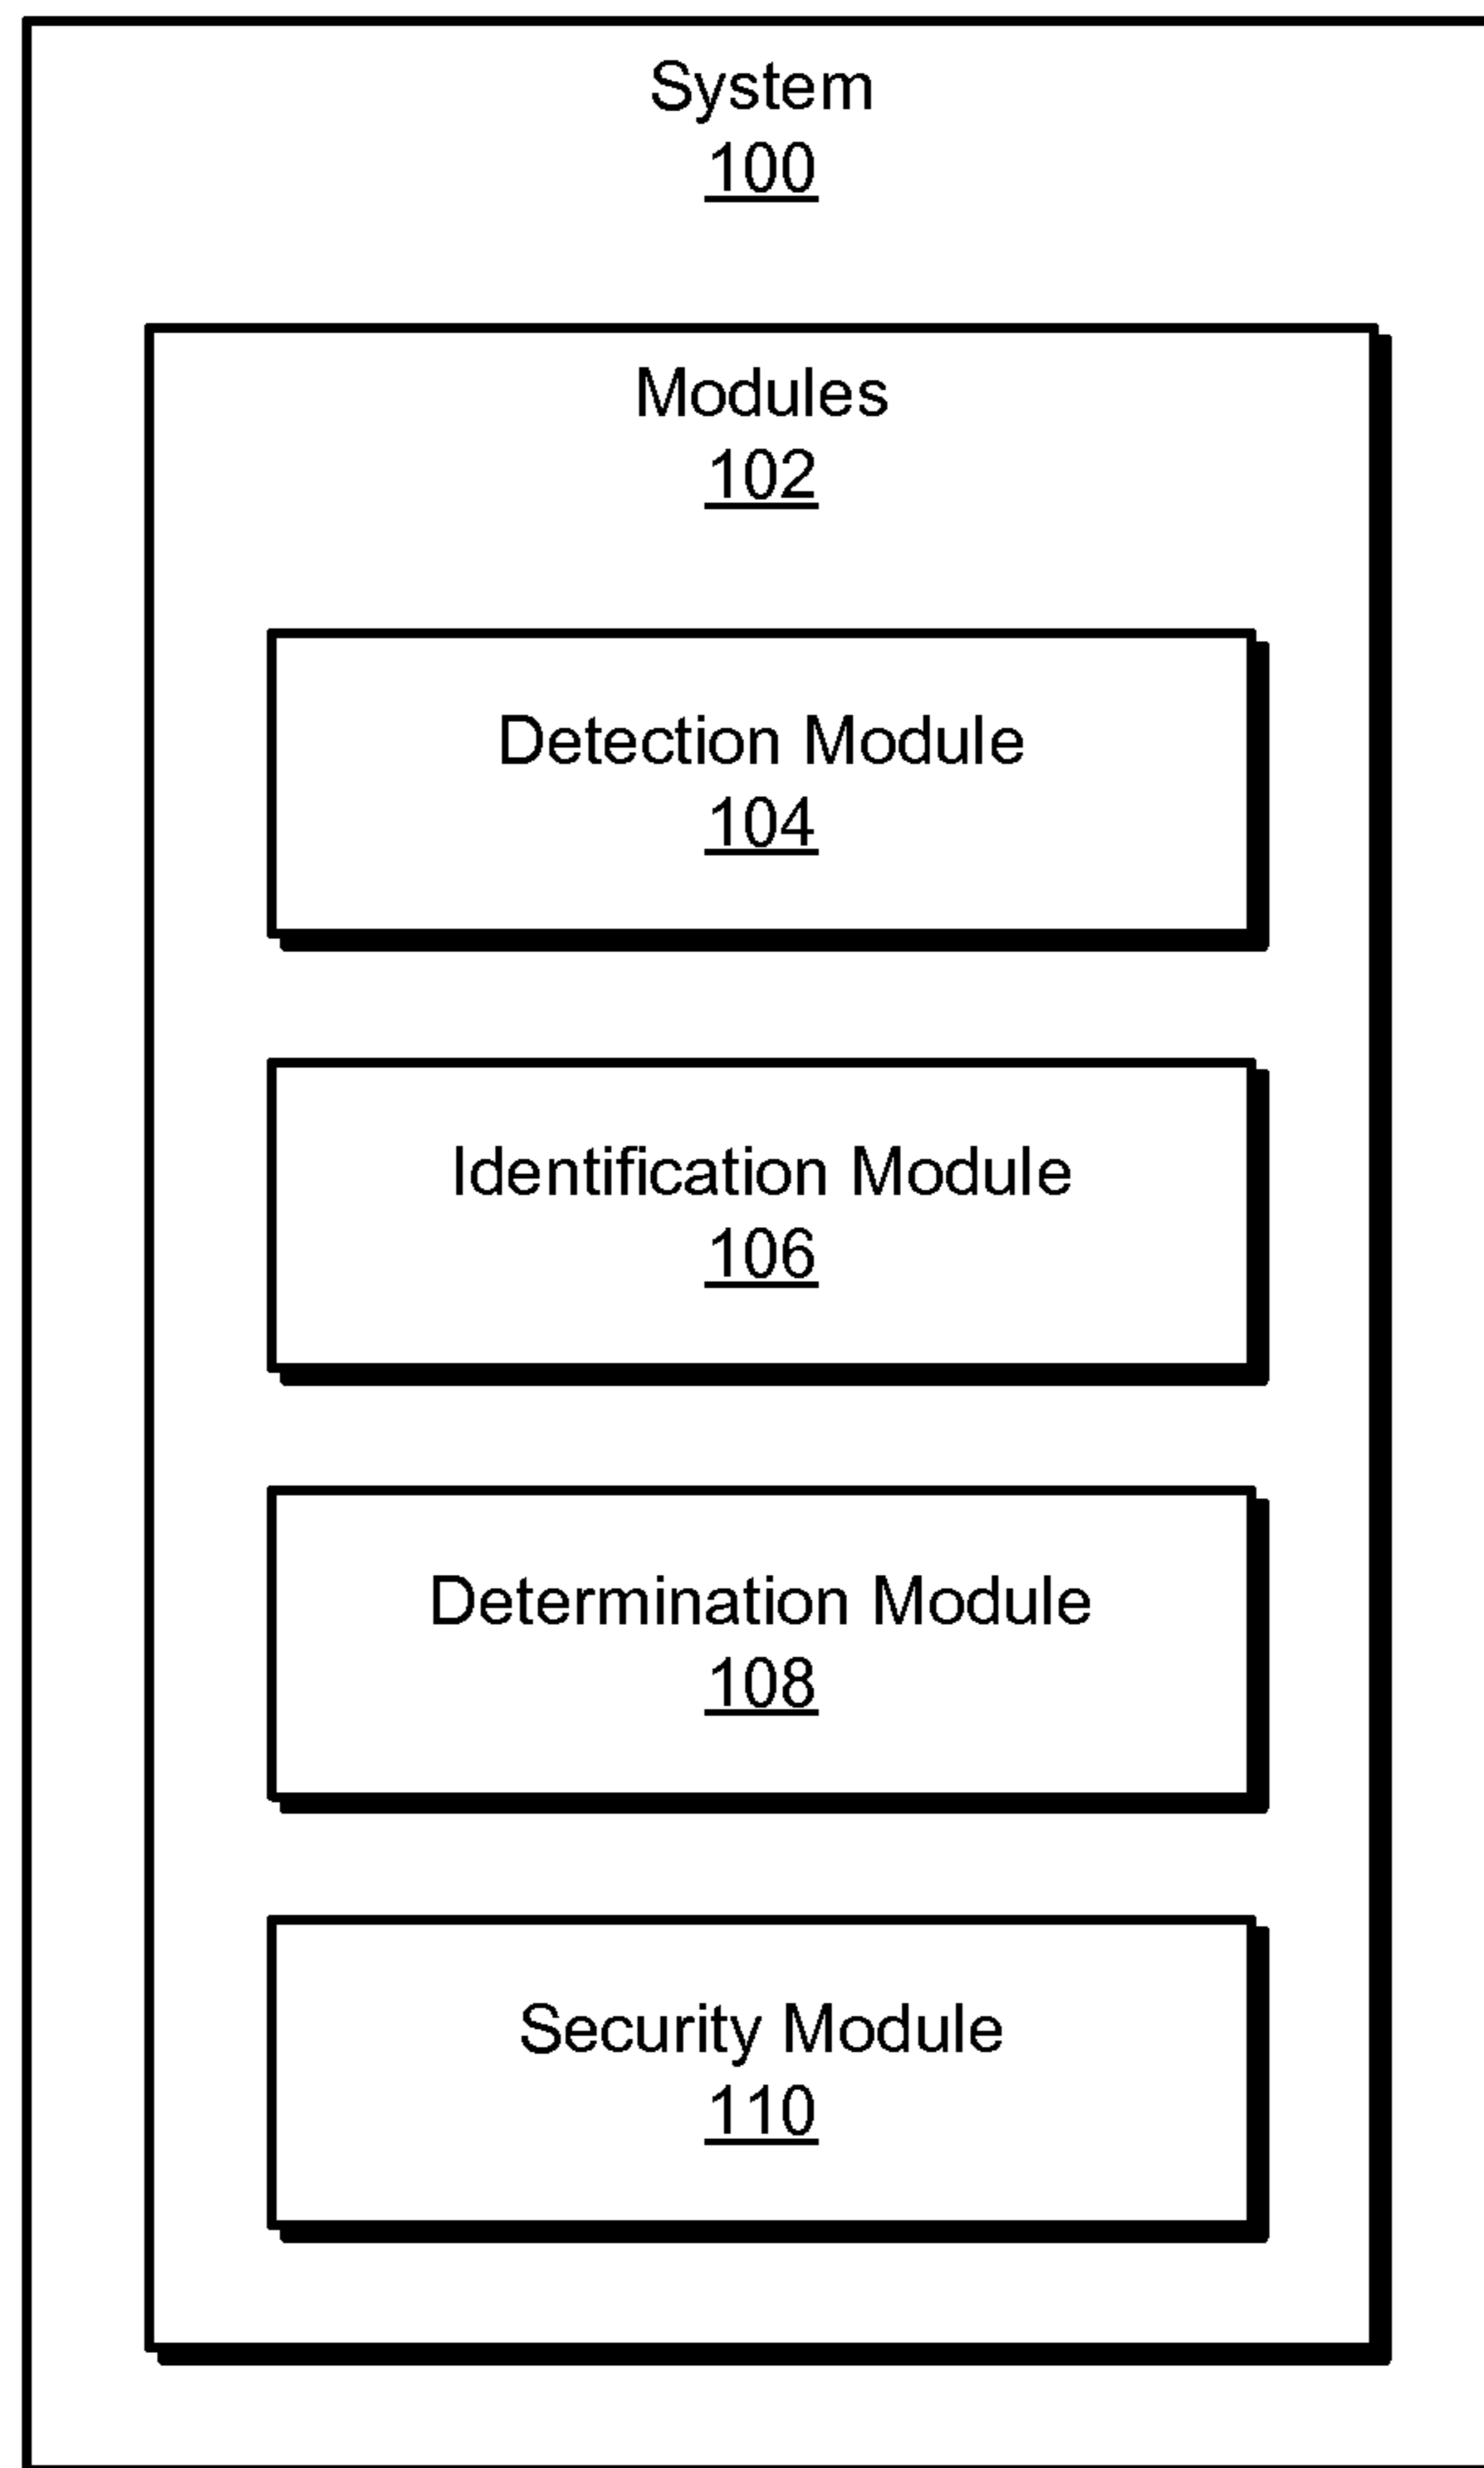 System
100
Modules
102
Detection Module
104
Identification Module
106
Determination Module
108
Security Module
110